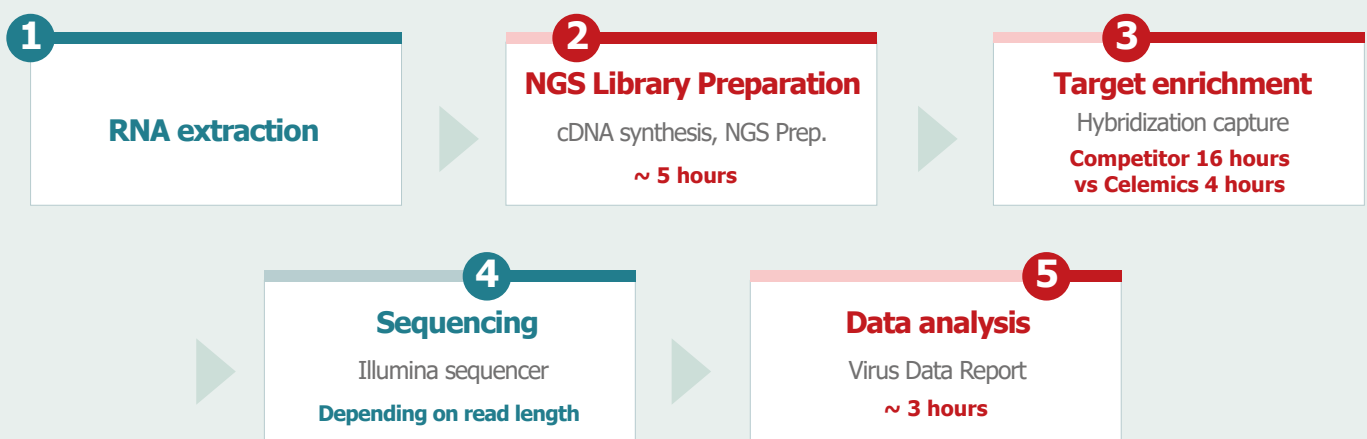 1
RNA extraction
2
NGS Library Preparation
cDNA synthesis, NGS Prep.
~ 5 hours
3
Target enrichment
Hybridization capture
Competitor 16 hours
vs Celemics 4 hours
4
Sequencing
Illumina sequencer
Depending on read length
5
Data analysis
Virus Data Report
~ 3 hours